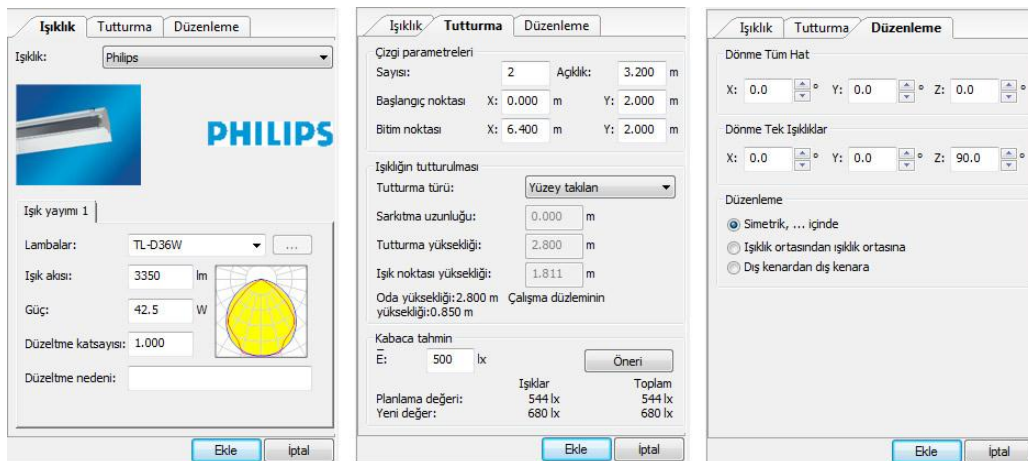 Işıklık Tutturma Düzenleme
Işıklık: Philips
PHILIPS
Işık yayımı 1
Lambalar: TL-D36W ...
Işık akısı: 3350 lm
Güç: 42.5 W
Düzeltme katsayısı: 1.000
Düzeltme nedeni:
Ekle İptal
Işıklık Tutturma Düzenleme
Çizgi parametreleri
Sayısı: 2 Açıklık: 3.200 m
Başlangıç noktası X: 0.000 m Y: 2.000 m
Bitim noktası X: 6.400 m Y: 2.000 m
Işıklığın tutturulması
Tutturma türü: Yüzey takılan
Sarkıtma uzunluğu: 0.000 m
Tutturma yüksekliği: 2.800 m
Işık noktası yüksekliği: 1.811 m
Oda yüksekliği:2.800 m Çalışma düzleminin
yüksekliği:0.850 m
Kabaca tahmin
E: 500 lx Öneri
Işıklar Toplam
Planlama değeri: 544 lx 544 lx
Yeni değer: 680 lx 680 lx
Ekle İptal
Işıklık Tutturma Düzenleme
Dönme Tüm Hat
X: 0.0 ° Y: 0.0 ° Z: 0.0 °
Dönme Tek Işıklıklar
X: 0.0 ° Y: 0.0 ° Z: 90.0 °
Düzenleme
Simetrik, ... içinde
Işıklık ortasından ışıklık ortasına
Dış kenardan dış kenara
Ekle İptal